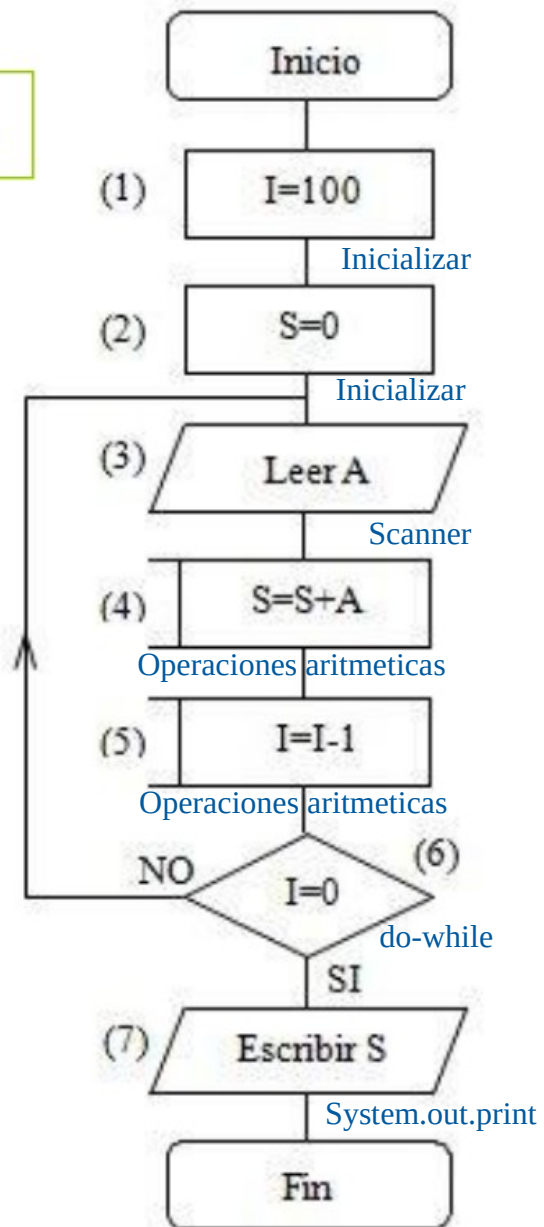 Inicio
(1)
I=100
Inicializar
(2)
S=0
Inicializar
(3)
Leer A
Scanner
(4)
S=S+A
Operaciones aritmeticas
(5)
I=I-1
Operaciones aritmeticas
NO
I=0
(6)
do-while
SI
(7)
Escribir S
System.out.print
Fin